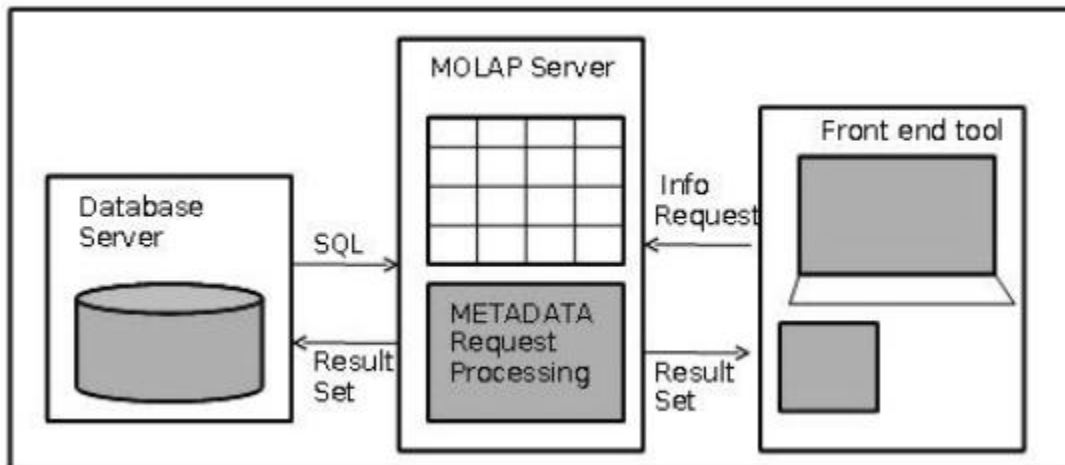 MOLAP Server
Front end tool
Database
Server
SQL
Info
Request
METADATA
Request
Processing
Result
Set
Result
Set